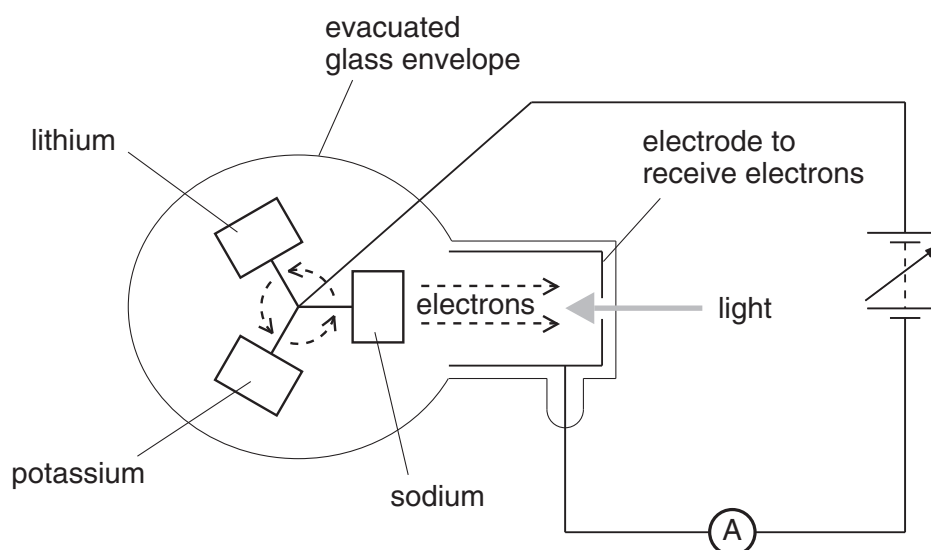 evacuated
glass envelope
lithium
electrode to
receive electrons
electrons
light
potassium
sodium
A